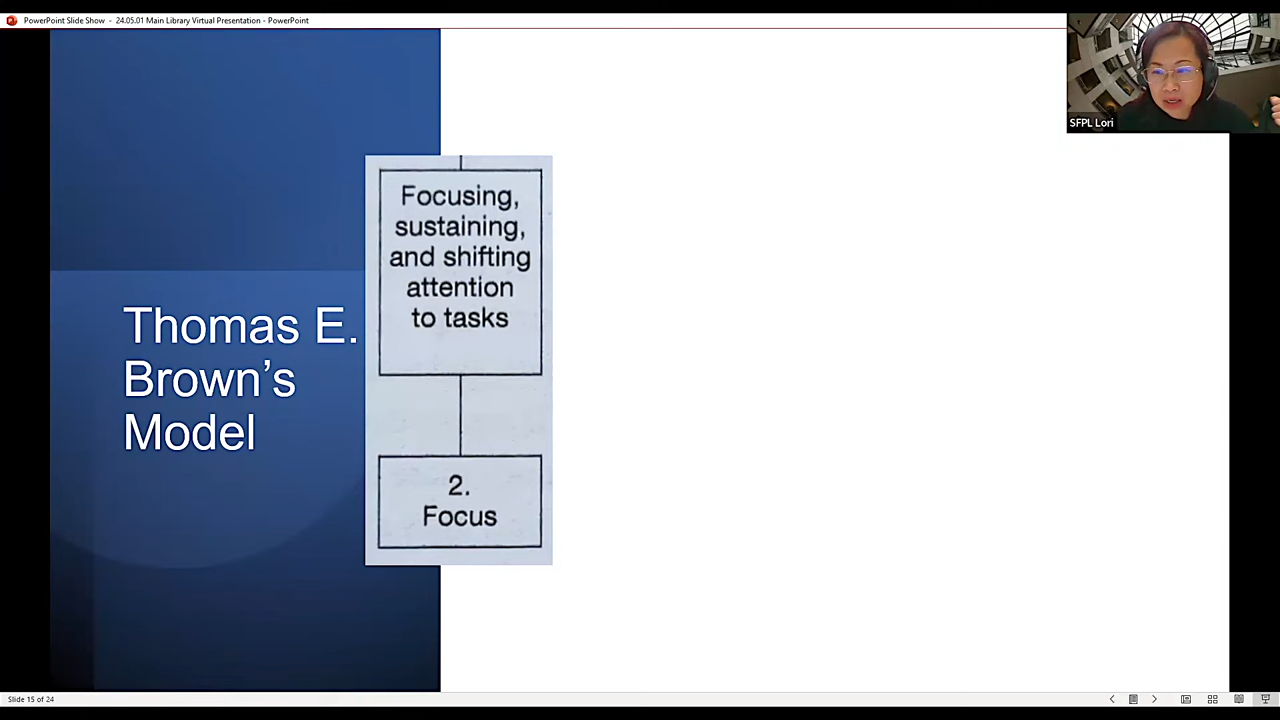 PowerPoint Slide Show - 24.05.01 Main Library Virtual Presentation - PowerPoint
SFPL Lori
Thomas E.
Brown’s
Model
Focusing,
sustaining,
and shifting
attention
to tasks
2.
Focus
Slide 15 of 24